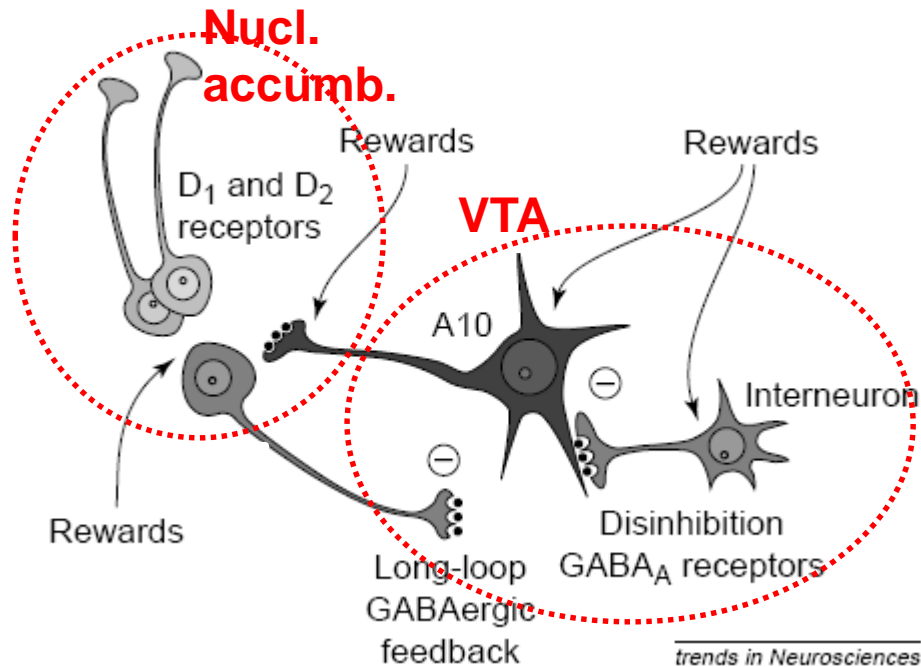 Nucl.
accumb.
Rewards
Rewards
D1 and D2
receptors
VTA
A10
−
Interneuron
−
Rewards
Disinhibition
GABAA receptors
Long-loop
GABAergic
feedback
trends in Neurosciences